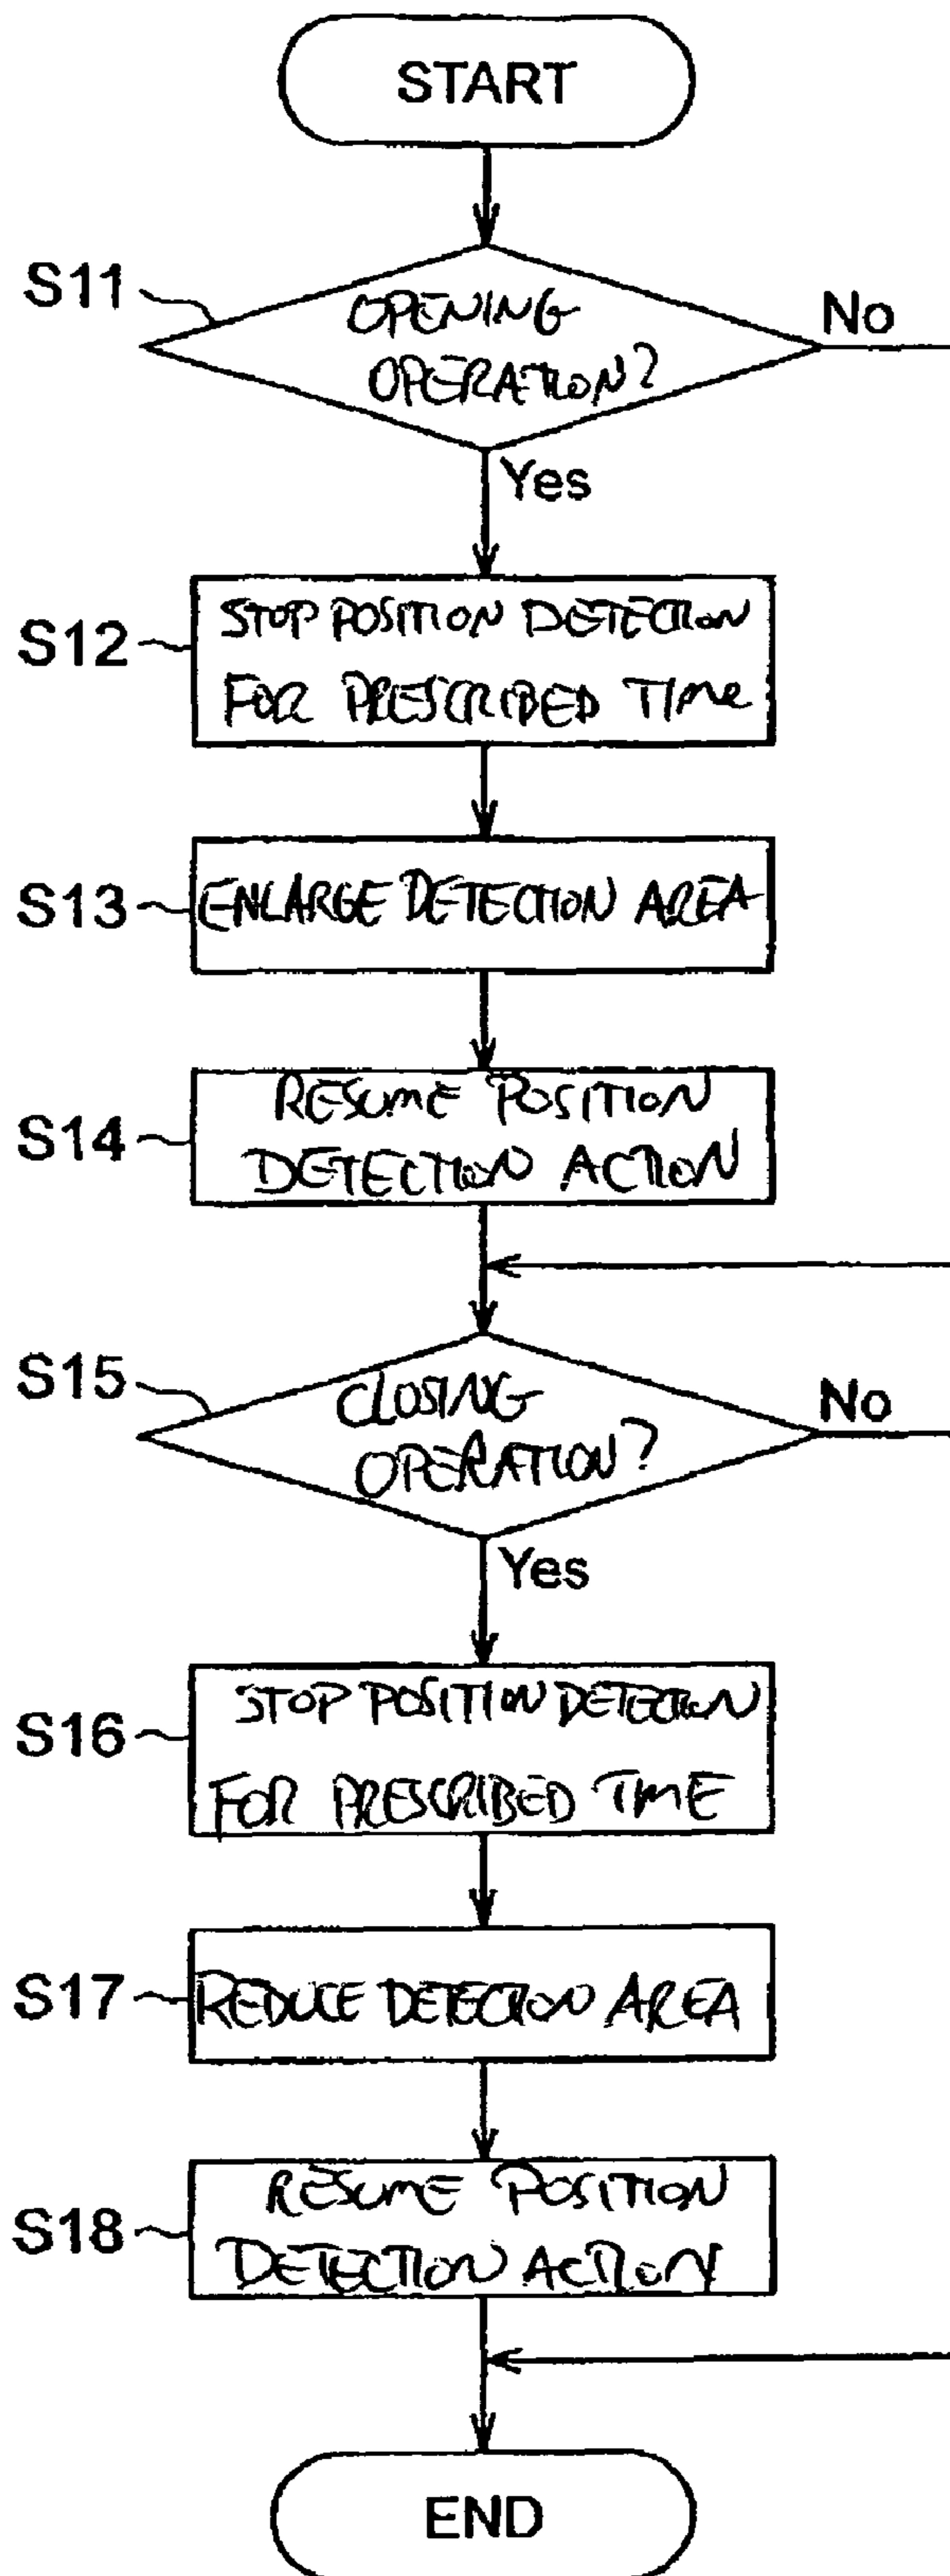 START
S11
OPENING
OPERATION?
No
Yes
S12
STOP POSITION DETECTION
FOR PRESCRIBED TIME
S13
ENLARGE DETECTION AREA
S14
RESUME POSITION
DETECTION ACTION
S15
CLOSING
OPERATION?
No
Yes
S16
STOP POSITION DETECTION
FOR PRESCRIBED TIME
S17
REDUCE DETECTION AREA
S18
RESUME POSITION
DETECTION ACTION
END